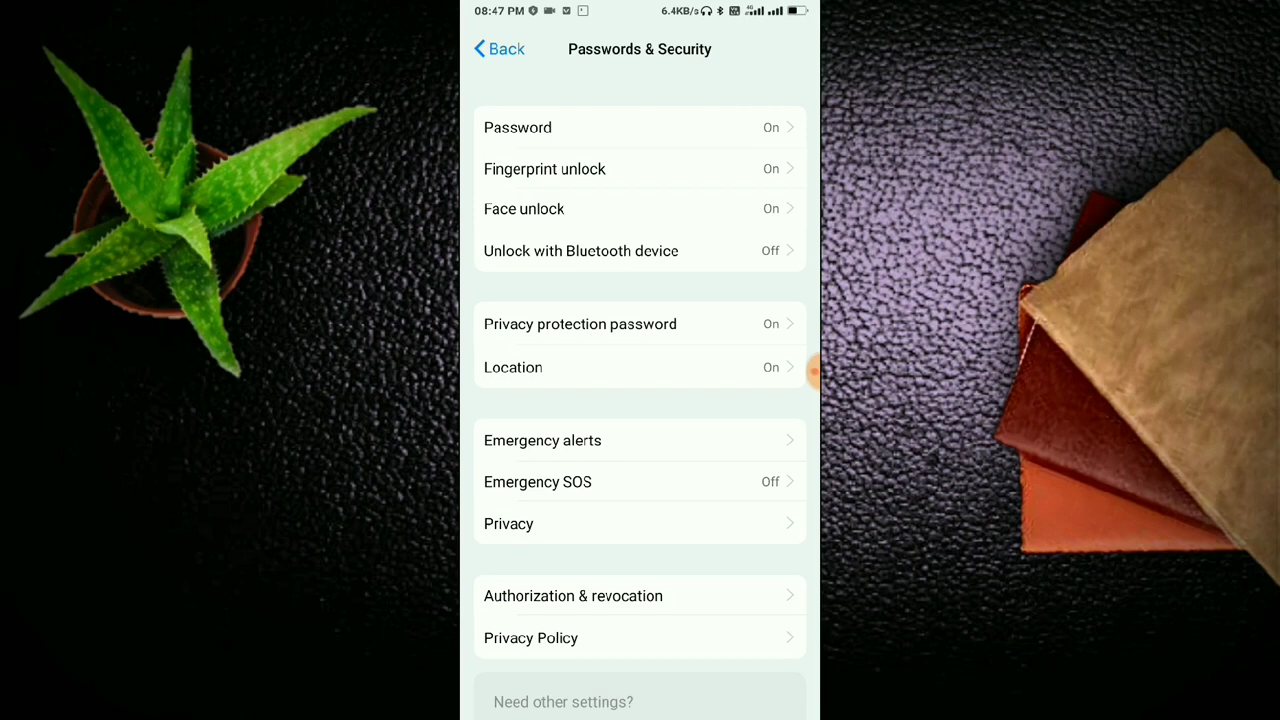 08:47 PM
6.4KB/s 4G
Back
Passwords & Security
Password On
Fingerprint unlock On
Face unlock On
Unlock with Bluetooth device Off
Privacy protection password On
Location On
Emergency alerts
Emergency SOS Off
Privacy
Authorization & revocation
Privacy Policy
Need other settings?